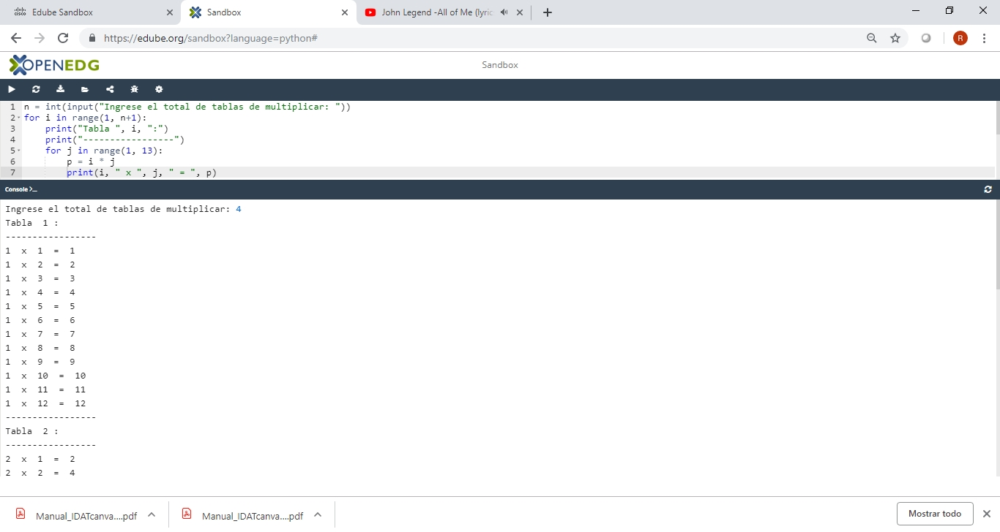 Edube Sandbox
Sandbox
John Legend -All of Me (lyric
https://edube.org/sandbox?language=python#
R
OPENEDG
Sandbox
1 n = int(input("Ingrese el total de tablas de multiplicar: "))
2 for i in range(1, n+1):
3 print("Tabla ", i, ":")
4 print("-----------------")
5 for j in range(1, 13):
6 p = i * j
7 print(i, " x ", j, " = ", p)
Console >_
Ingrese el total de tablas de multiplicar: 4
Tabla  1 :
-----------------
1  x  1  =  1
1  x  2  =  2
1  x  3  =  3
1  x  4  =  4
1  x  5  =  5
1  x  6  =  6
1  x  7  =  7
1  x  8  =  8
1  x  9  =  9
1  x  10  =  10
1  x  11  =  11
1  x  12  =  12
-----------------
Tabla  2 :
-----------------
2  x  1  =  2
2  x  2  =  4
Manual_IDATcanva....pdf
Manual_IDATcanva....pdf
Mostrar todo